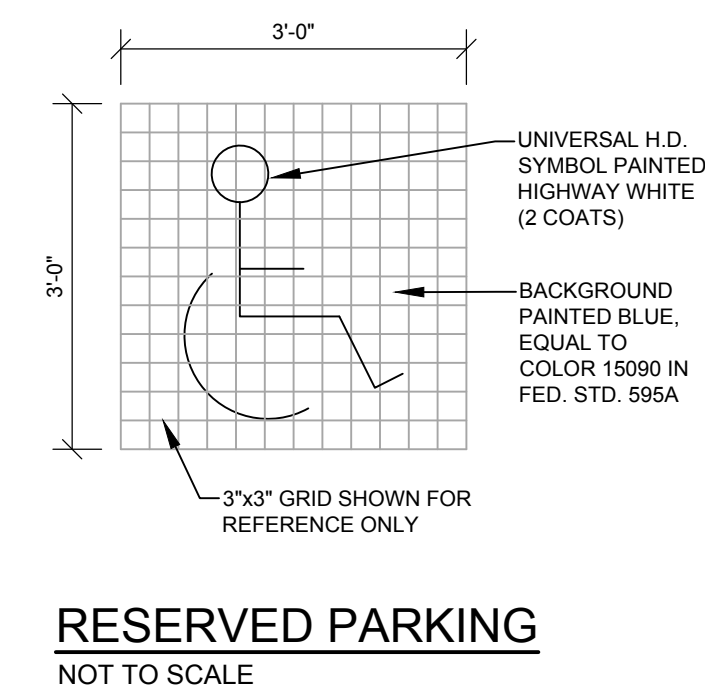 3'-0"
3'-0"
UNIVERSAL H.D.
SYMBOL PAINTED
HIGHWAY WHITE
(2 COATS)
BACKGROUND
PAINTED BLUE,
EQUAL TO
COLOR 15090 IN
FED. STD. 595A
3"x3" GRID SHOWN FOR
REFERENCE ONLY
RESERVED PARKING
NOT TO SCALE